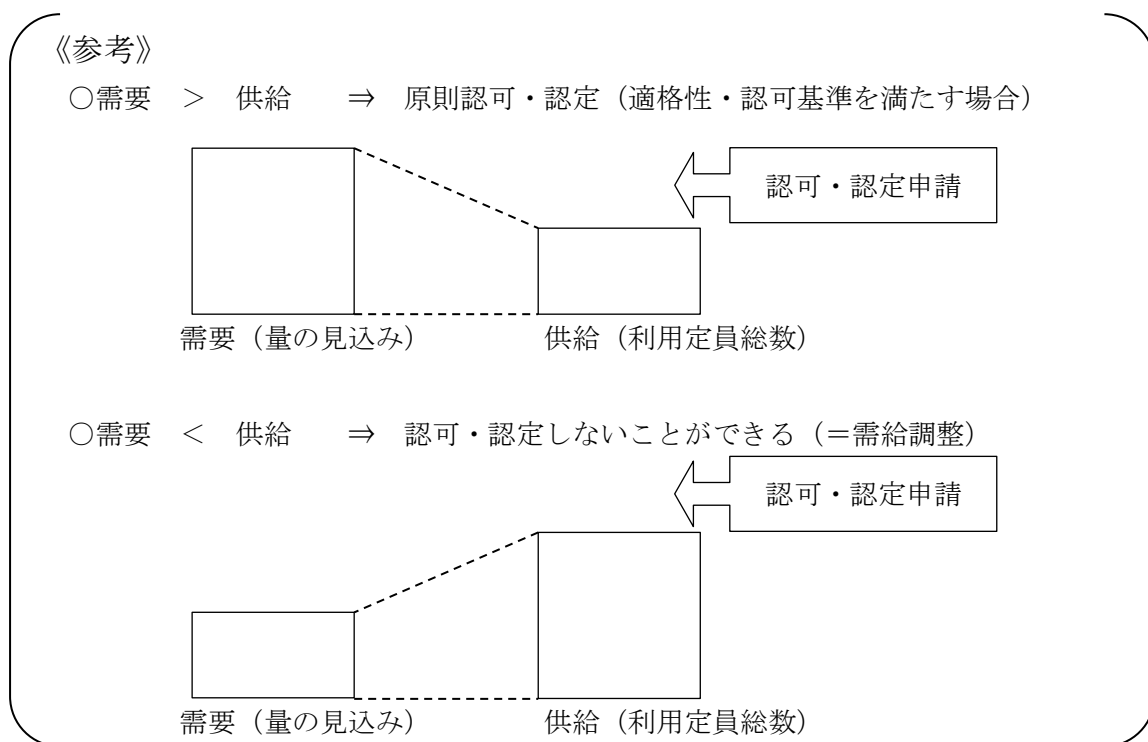 《参考》
○需要　＞　供給　　⇒　原則認可・認定（適格性・認可基準を満たす場合）
認可・認定申請
需要（量の見込み）　　　供給（利用定員総数）
○需要　＜　供給　　⇒　認可・認定しないことができる（＝需給調整）
認可・認定申請
需要（量の見込み）　　　供給（利用定員総数）